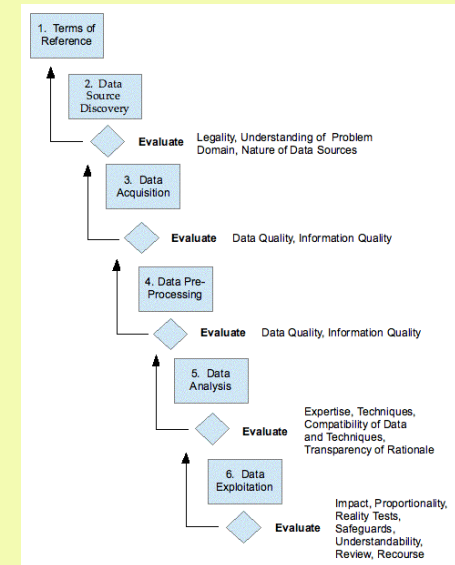 1. Terms of
Reference
2. Data
Source
Discovery
Evaluate
Legality, Understanding of Problem
Domain, Nature of Data Sources
3. Data
Acquisition
Evaluate
Data Quality, Information Quality
4. Data Pre-
Processing
Evaluate
Data Quality, Information Quality
5. Data
Analysis
Evaluate
Expertise, Techniques,
Compatibility of Data
and Techniques,
Transparency of Rationale
6. Data
Exploitation
Evaluate
Impact, Proportionality,
Reality Tests,
Safeguards,
Understandability,
Review, Recourse